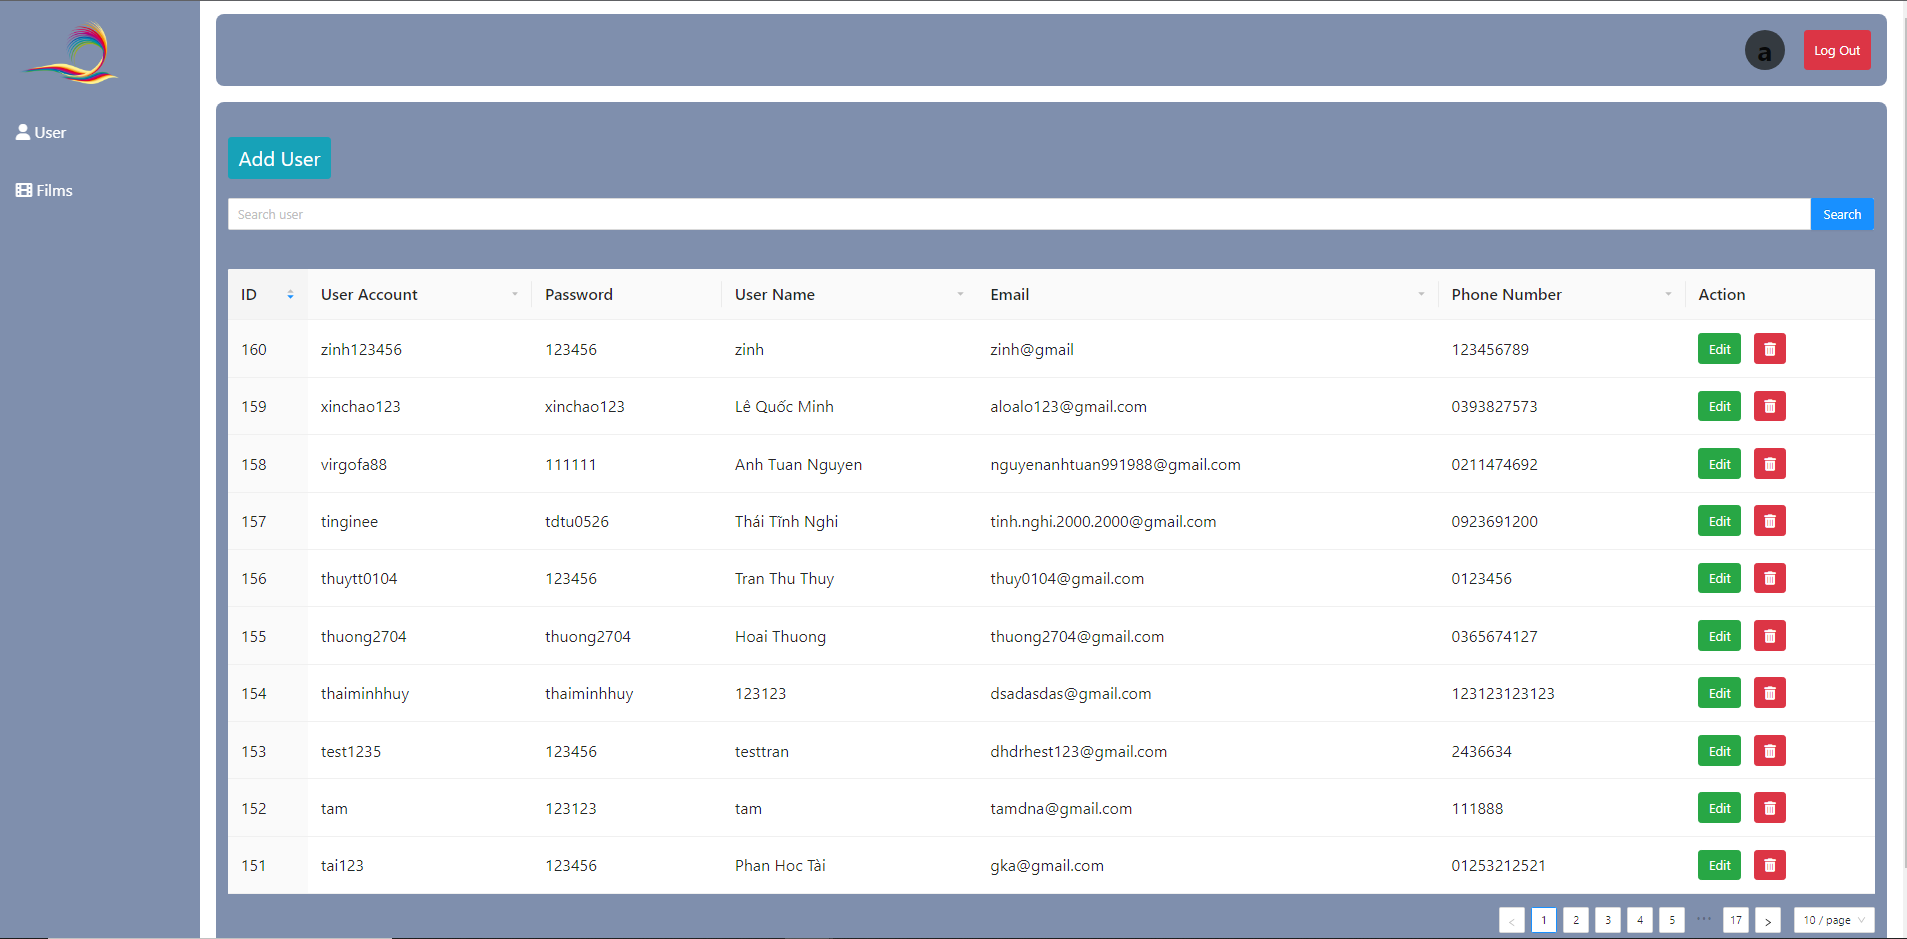 a Log Out
User
Films
Add User
Search user Search
ID User Account Password User Name Email Phone Number Action
160 zinh123456 123456 zinh zinh@gmail 123456789 Edit
159 xinchao123 xinchao123 Lê Quốc Minh aloalo123@gmail.com 0393827573 Edit
158 virgofa88 111111 Anh Tuan Nguyen nguyenanhtuan991988@gmail.com 0211474692 Edit
157 tinginee tdtu0526 Thái Tĩnh Nghi tinh.nghi.2000.2000@gmail.com 0923691200 Edit
156 thuytt0104 123456 Tran Thu Thuy thuy0104@gmail.com 0123456 Edit
155 thuong2704 thuong2704 Hoai Thuong thuong2704@gmail.com 0365674127 Edit
154 thaiminhhuy thaiminhhuy 123123 dsadasdas@gmail.com 123123123123 Edit
153 test1235 123456 testtran dhdrhest123@gmail.com 2436634 Edit
152 tam 123123 tam tamdna@gmail.com 111888 Edit
151 tai123 123456 Phan Hoc Tài gka@gmail.com 01253212521 Edit
< 1 2 3 4 5 ••• 17 > 10 / page